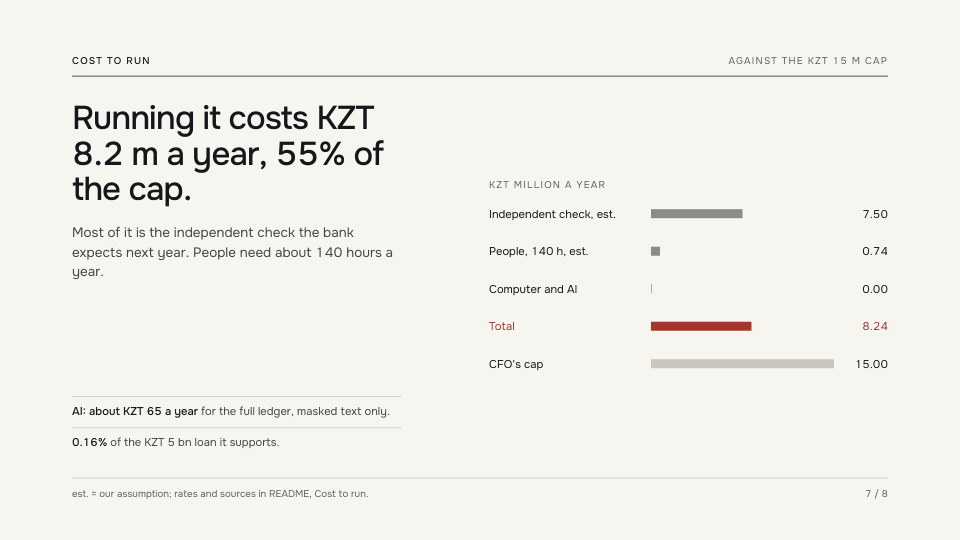 COST TO RUN
AGAINST THE KZT 15 M CAP
Running it costs KZT
8.2 m a year, 55% of
the cap.
Most of it is the independent check the bank
expects next year. People need about 140 hours a
year.
AI: about KZT 65 a year for the full ledger, masked text only.
0.16% of the KZT 5 bn loan it supports.
KZT MILLION A YEAR
Independent check, est. 7.50
People, 140 h, est. 0.74
Computer and AI 0.00
Total 8.24
CFO's cap 15.00
est. = our assumption; rates and sources in README, Cost to run.
7 / 8